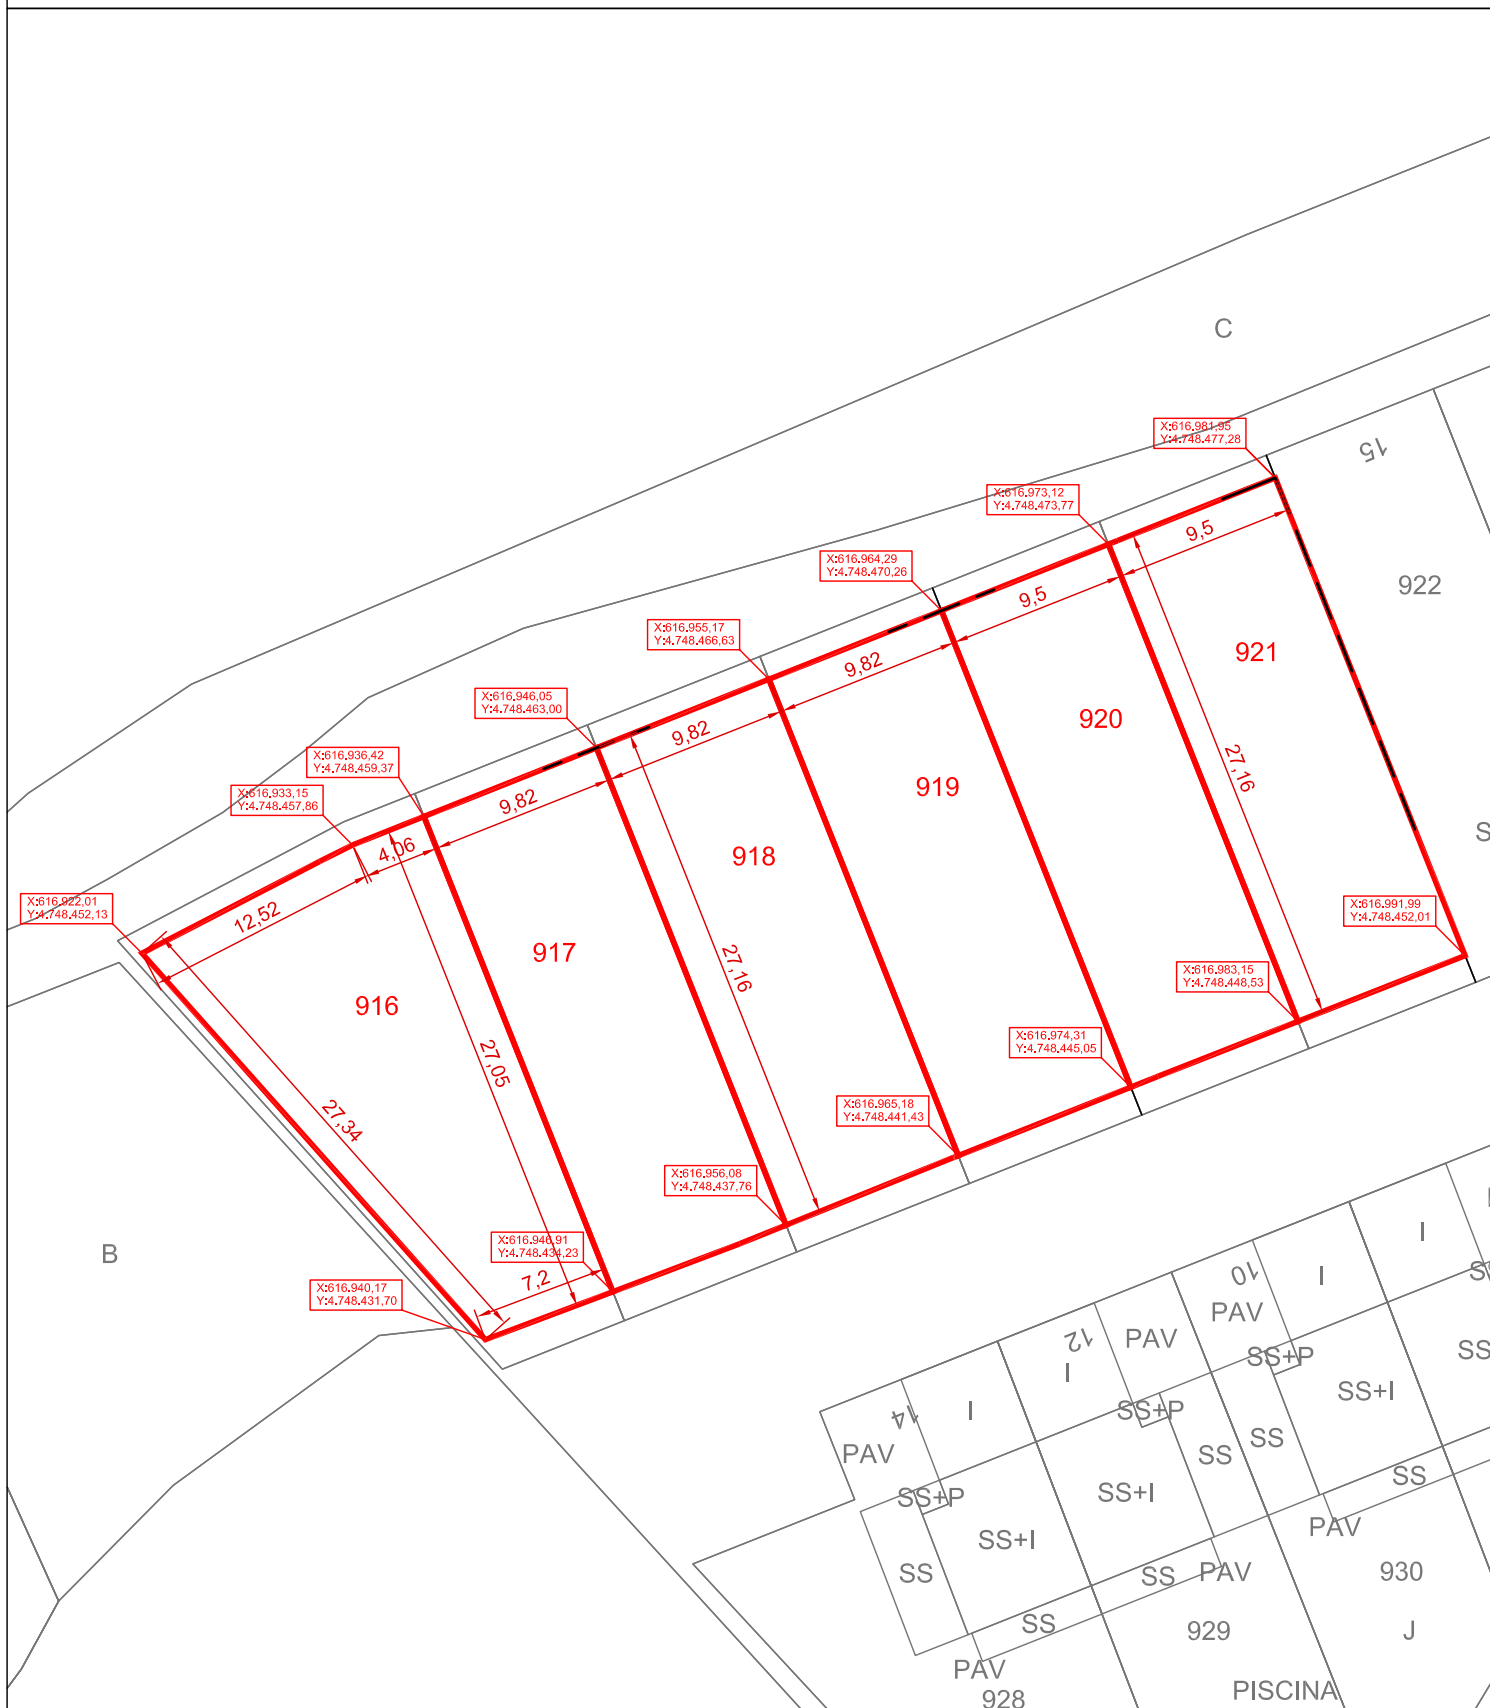 C
X:616.981,95
Y:4.748.477,28
15
X:616.973,12
Y:4.748.473,77
9,5
X:616.964,29
Y:4.748.470,26
9,5
922
X:616.955,17
Y:4.748.466,63
9,82
921
X:616.946,05
Y:4.748.463,00
9,82
920
X:616.936,42
Y:4.748.459,37
27,16
919
X:616.933,15
Y:4.748.457,86
9,82
S
4,06
918
X:616.922,01
Y:4.748.452,13
12,52
X:616.991,99
Y:4.748.452,01
917
27,16
X:616.983,15
Y:4.748.448,53
916
X:616.974,31
Y:4.748.445,05
27,05
X:616.965,18
Y:4.748.441,43
27,34
X:616.956,08
Y:4.748.437,76
X:616.946,91
Y:4.748.434,23
B
7,2
X:616.940,17
Y:4.748.431,70
I
10
I
SS
PAV
12
PAV
I
SS+P
SS
SS+I
14
I
SS+P
PAV
SS
SS
SS
SS+P
SS+I
PAV
SS+I
SS
SS
PAV
930
SS
929
J
PAV
928
PISCINA